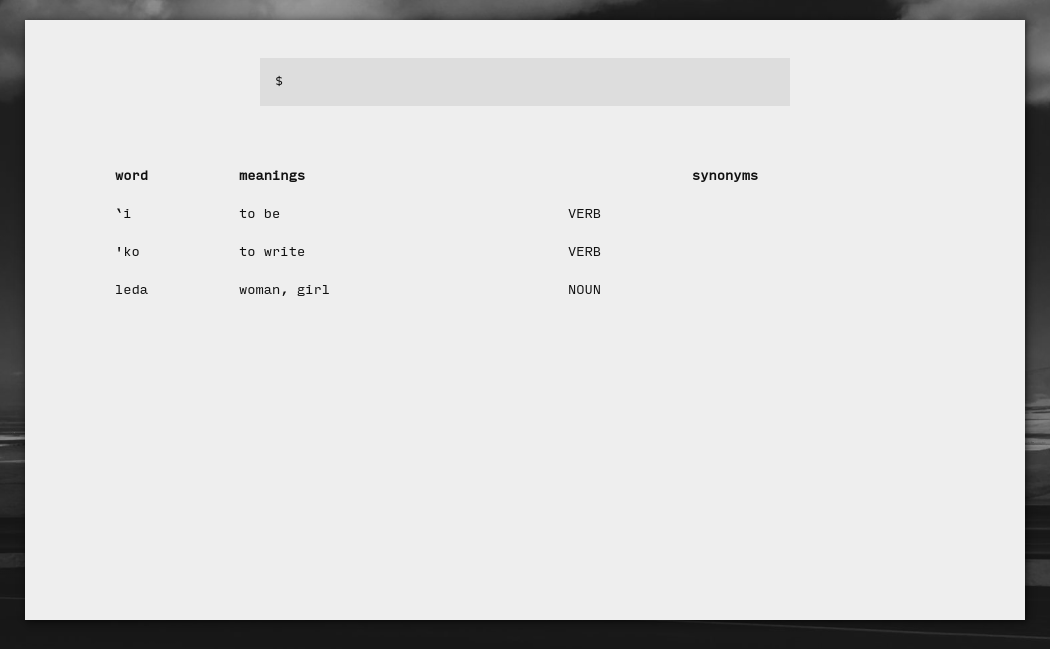 $
word meanings synonyms
‵i to be VERB
'ko to write VERB
leda woman, girl NOUN